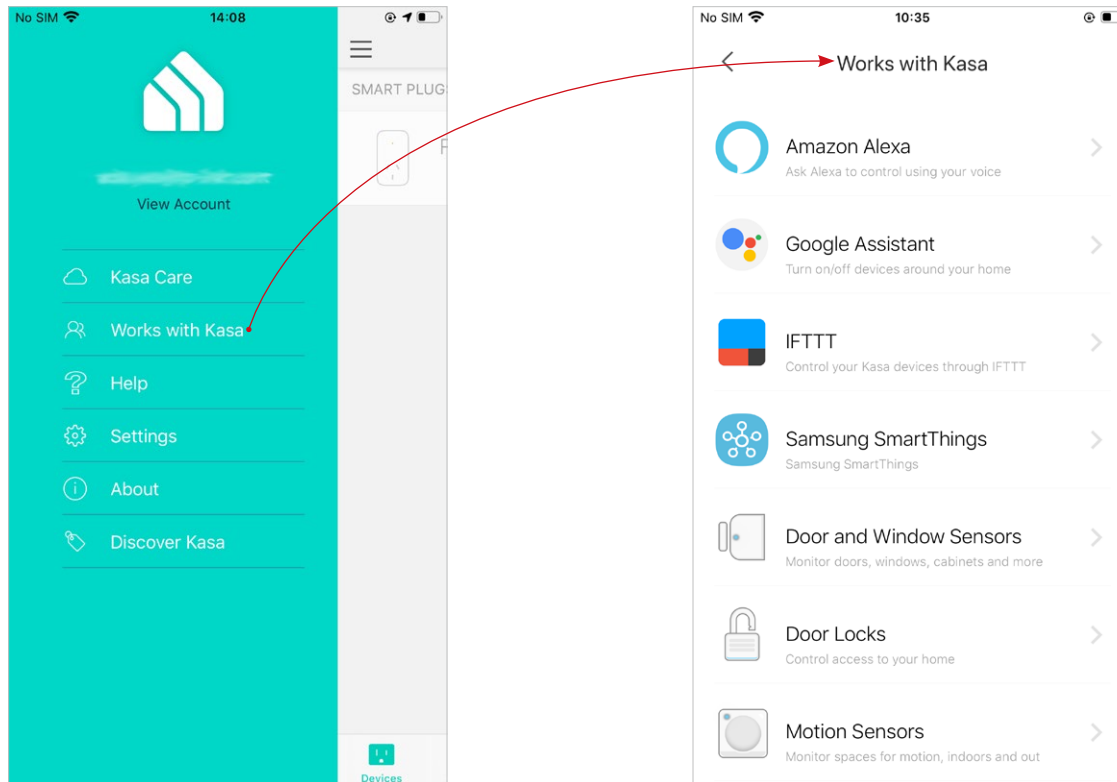 No SIM
14:08
SMART PLUG
View Account
Kasa Care
Works with Kasa
Help
Settings
About
Discover Kasa
Devices
No SIM
10:35
Works with Kasa
Amazon Alexa
Ask Alexa to control using your voice
Google Assistant
Turn on/off devices around your home
IFTTT
Control your Kasa devices through IFTTT
Samsung SmartThings
Samsung SmartThings
Door and Window Sensors
Monitor doors, windows, cabinets and more
Door Locks
Control access to your home
Motion Sensors
Monitor spaces for motion, indoors and out